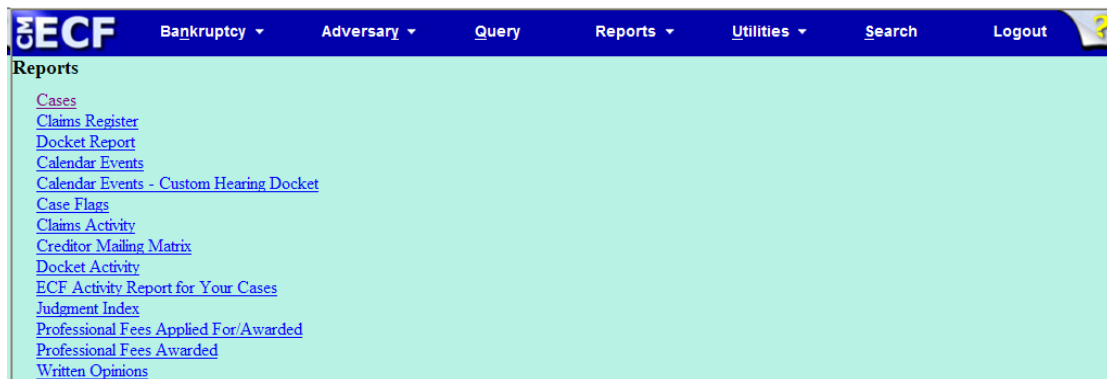 CM ECF Bankruptcy Adversary Query Reports Utilities Search Logout ?
Reports
Cases
Claims Register
Docket Report
Calendar Events
Calendar Events - Custom Hearing Docket
Case Flags
Claims Activity
Creditor Mailing Matrix
Docket Activity
ECF Activity Report for Your Cases
Judgment Index
Professional Fees Applied For/Awarded
Professional Fees Awarded
Written Opinions